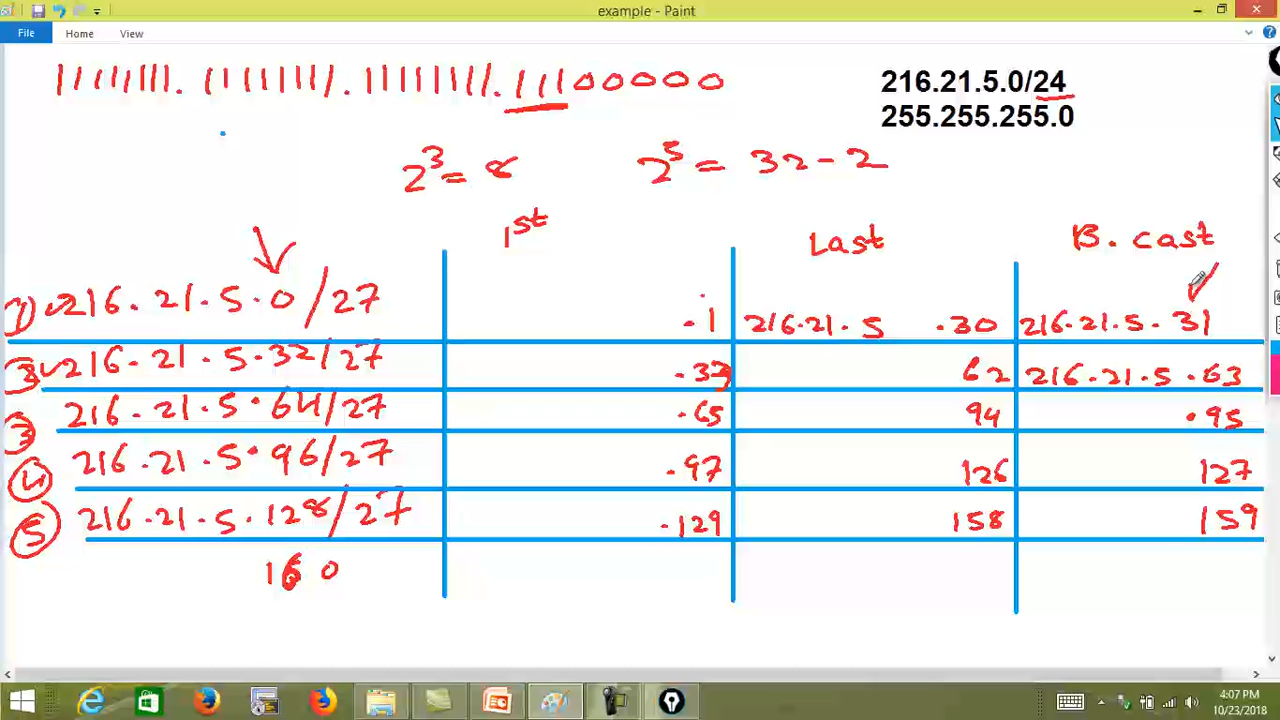 example - Paint
File Home View
11111111.11111111.11111111.11100000
216.21.5.0/24
255.255.255.0
2^3 = 8 2^5 = 32 - 2
1st Last B.cast
1 216.21.5.0/27 .1 216.21.5 .30 216.21.5.31
2 216.21.5.32/27 .33 62 216.21.5.63
3 216.21.5.64/27 .65 94 .95
4 216.21.5.96/27 .97 126 127
5 216.21.5.128/27 .129 158 159
160
4:07 PM
10/23/2018